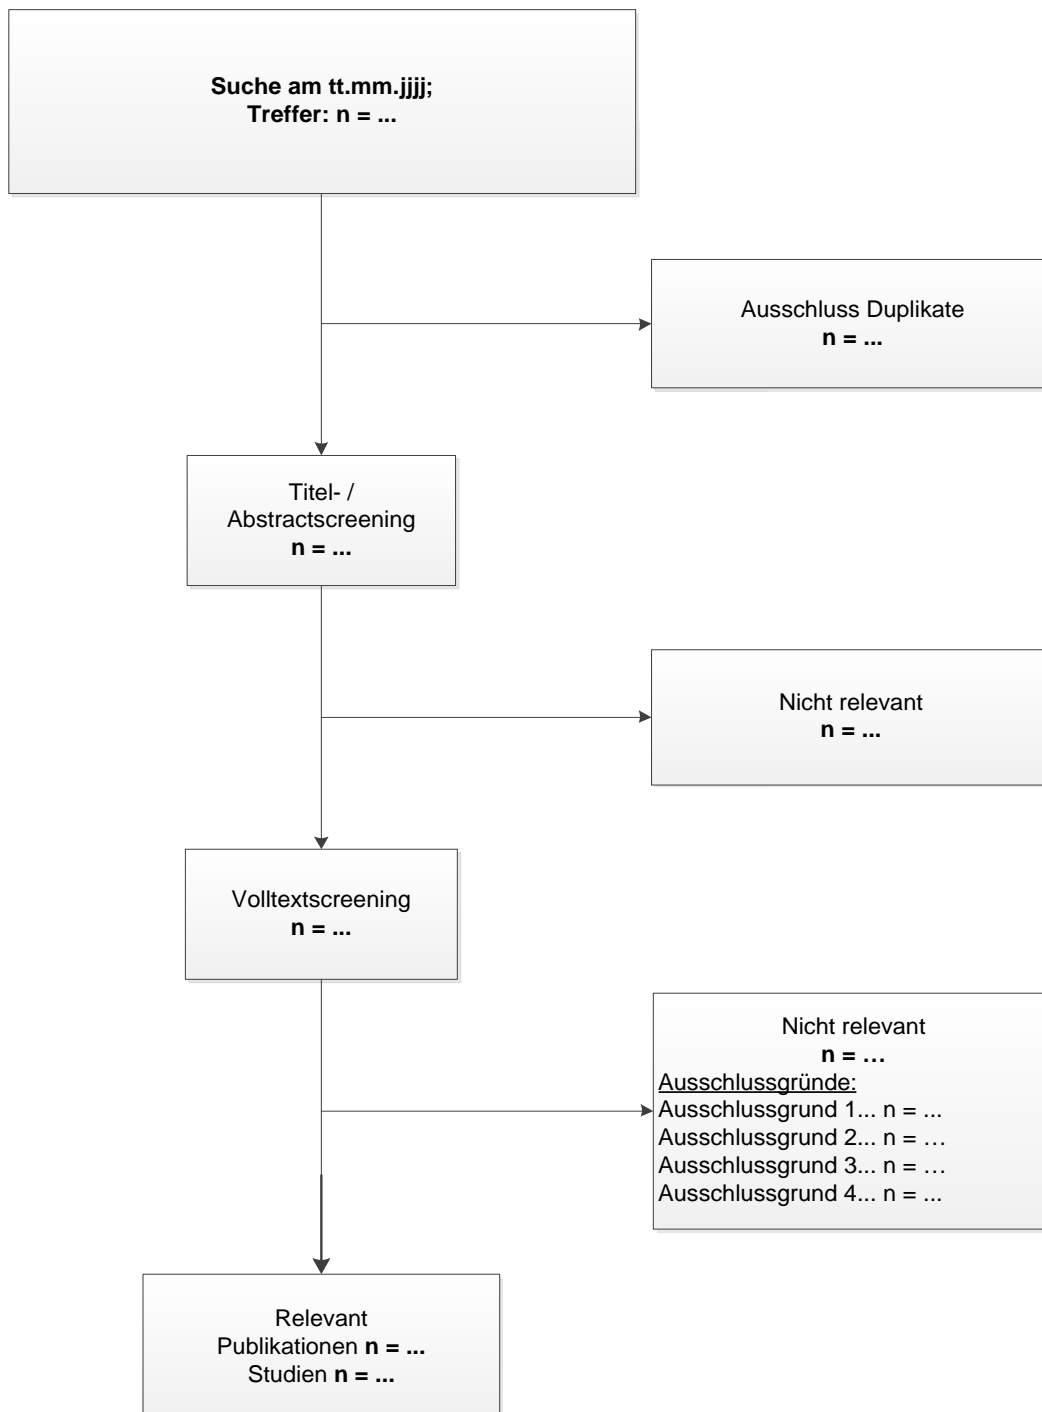 Suche am tt.mm.jjjj;
Treffer: n = ...
Ausschluss Duplikate
n = ...
Titel- /
Abstractscreening
n = ...
Nicht relevant
n = ...
Volltextscreening
n = ...
Nicht relevant
n = …
Ausschlussgründe:
Ausschlussgrund 1... n = ...
Ausschlussgrund 2... n = …
Ausschlussgrund 3... n = …
Ausschlussgrund 4... n = ...
Relevant
Publikationen n = ...
Studien n = ...